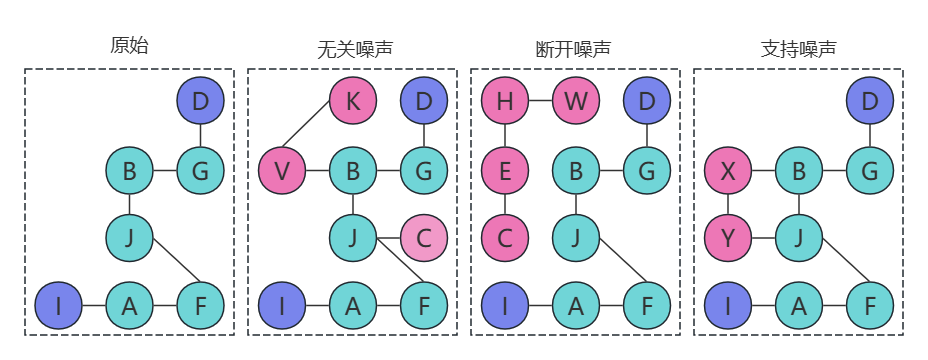 原始 无关噪声 断开噪声 支持噪声
D K D H W D D
B G V B G E B G X B G
J J C C J Y J
I A F I A F I A F I A F